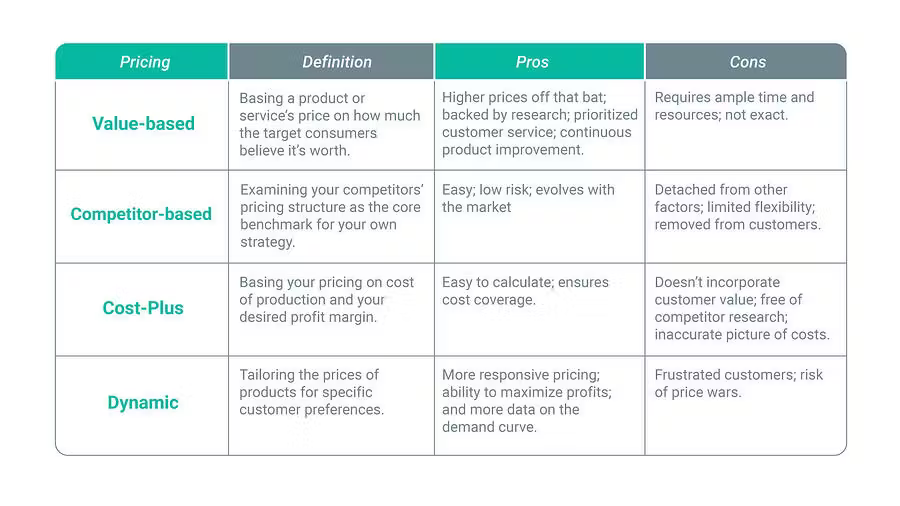 Pricing
Definition
Pros
Cons
Value-based
Basing a product or
service's price on how much
the target consumers
believe it's worth.
Higher prices off that bat;
backed by research; prioritized
customer service; continuous
product improvement.
Requires ample time and
resources; not exact.
Competitor-based
Examining your competitors'
pricing structure as the core
benchmark for your own
strategy.
Easy; low risk; evolves with
the market
Detached from other
factors; limited flexibility;
removed from customers.
Cost-Plus
Basing your pricing on cost
of production and your
desired profit margin.
Easy to calculate; ensures
cost coverage.
Doesn't incorporate
customer value; free of
competitor research;
inaccurate picture of costs.
Dynamic
Tailoring the prices of
products for specific
customer preferences.
More responsive pricing;
ability to maximize profits;
and more data on the
demand curve.
Frustrated customers; risk
of price wars.